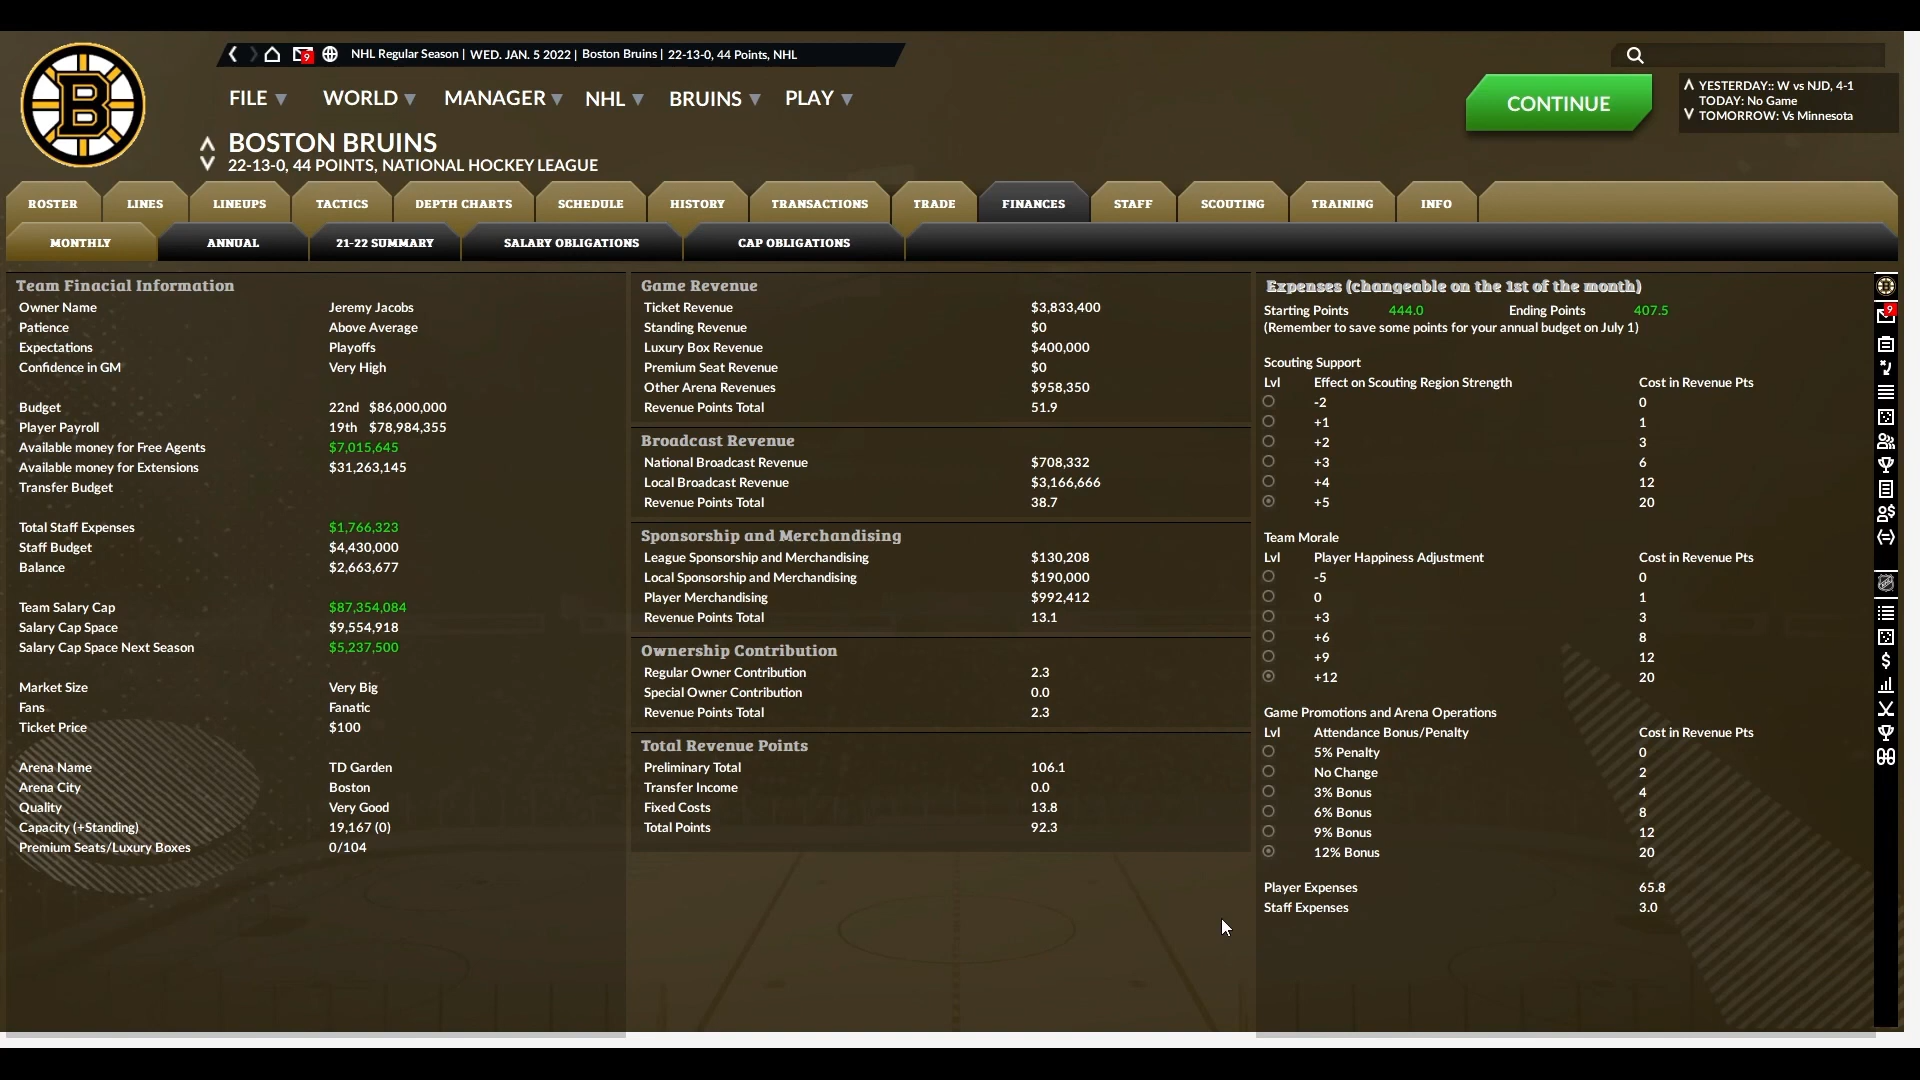 NHL Regular Season | WED. JAN. 5 2022 | Boston Bruins | 22-13-0, 44 Points, NHL
9
FILE WORLD MANAGER NHL BRUINS PLAY
CONTINUE
YESTERDAY:: W vs NJD, 4-1
TODAY: No Game
TOMORROW: Vs Minnesota
B
BOSTON BRUINS
22-13-0, 44 POINTS, NATIONAL HOCKEY LEAGUE
ROSTER LINES LINEUPS TACTICS DEPTH CHARTS SCHEDULE HISTORY TRANSACTIONS TRADE FINANCES STAFF SCOUTING TRAINING INFO
MONTHLY ANNUAL 21-22 SUMMARY SALARY OBLIGATIONS CAP OBLIGATIONS
Team Finacial Information
Owner Name Jeremy Jacobs
Patience Above Average
Expectations Playoffs
Confidence in GM Very High
Budget 22nd $86,000,000
Player Payroll 19th $78,984,355
Available money for Free Agents $7,015,645
Available money for Extensions $31,263,145
Transfer Budget
Total Staff Expenses $1,766,323
Staff Budget $4,430,000
Balance $2,663,677
Team Salary Cap $87,354,084
Salary Cap Space $9,554,918
Salary Cap Space Next Season $5,237,500
Market Size Very Big
Fans Fanatic
Ticket Price $100
Arena Name TD Garden
Arena City Boston
Quality Very Good
Capacity (+Standing) 19,167 (0)
Premium Seats/Luxury Boxes 0/104
Game Revenue
Ticket Revenue $3,833,400
Standing Revenue $0
Luxury Box Revenue $400,000
Premium Seat Revenue $0
Other Arena Revenues $958,350
Revenue Points Total 51.9
Broadcast Revenue
National Broadcast Revenue $708,332
Local Broadcast Revenue $3,166,666
Revenue Points Total 38.7
Sponsorship and Merchandising
League Sponsorship and Merchandising $130,208
Local Sponsorship and Merchandising $190,000
Player Merchandising $992,412
Revenue Points Total 13.1
Ownership Contribution
Regular Owner Contribution 2.3
Special Owner Contribution 0.0
Revenue Points Total 2.3
Total Revenue Points
Preliminary Total 106.1
Transfer Income 0.0
Fixed Costs 13.8
Total Points 92.3
Expenses (changeable on the 1st of the month)
Starting Points 444.0 Ending Points 407.5
(Remember to save some points for your annual budget on July 1)
Scouting Support
Lvl Effect on Scouting Region Strength Cost in Revenue Pts
-2 0
+1 1
+2 3
+3 6
+4 12
+5 20
Team Morale
Lvl Player Happiness Adjustment Cost in Revenue Pts
-5 0
0 1
+3 3
+6 8
+9 12
+12 20
Game Promotions and Arena Operations
Lvl Attendance Bonus/Penalty Cost in Revenue Pts
5% Penalty 0
No Change 2
3% Bonus 4
6% Bonus 8
9% Bonus 12
12% Bonus 20
Player Expenses 65.8
Staff Expenses 3.0
9